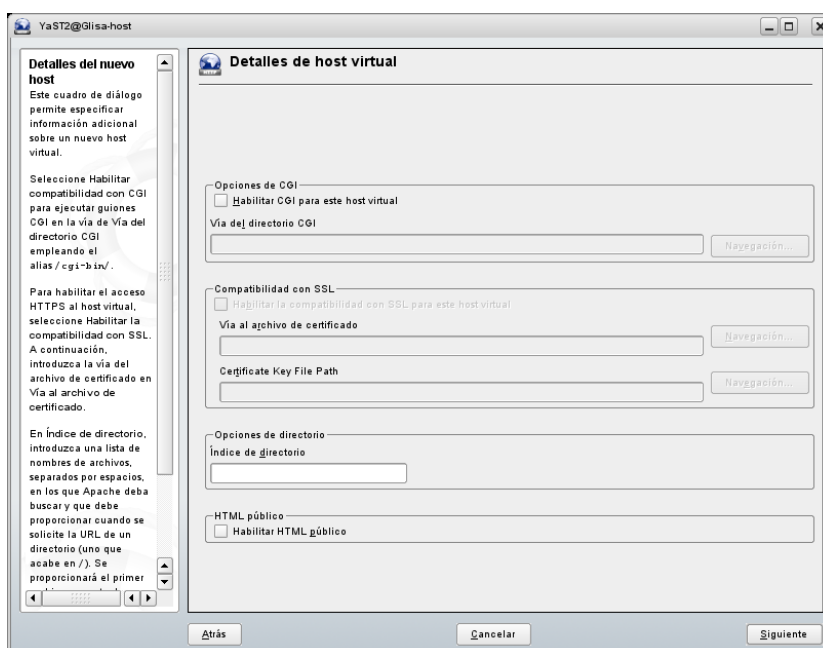 YaST2@Glisa-host
Detalles del nuevo
host
Este cuadro de diálogo
permite especificar
información adicional
sobre un nuevo host
virtual.
Seleccione Habilitar
compatibilidad con CGI
para ejecutar guiones
CGI en la vía de Vía del
directorio CGI
empleando el
alias /cgi-bin/.
Para habilitar el acceso
HTTPS al host virtual,
seleccione Habilitar la
compatibilidad con SSL.
A continuación,
introduzca la vía del
archivo de certificado en
Vía al archivo de
certificado.
En Índice de directorio,
introduzca una lista de
nombres de archivos,
separados por espacios,
en los que Apache deba
buscar y que debe
proporcionar cuando se
solicite la URL de un
directorio (uno que
acabe en /). Se
proporcionará el primer
Detalles de host virtual
Opciones de CGI
Habilitar CGI para este host virtual
Vía del directorio CGI
Navegación...
Compatibilidad con SSL
Habilitar la compatibilidad con SSL para este host virtual
Vía al archivo de certificado
Navegación...
Certificate Key File Path
Navegación...
Opciones de directorio
Índice de directorio
HTML público
Habilitar HTML público
Atrás
Cancelar
Siguiente